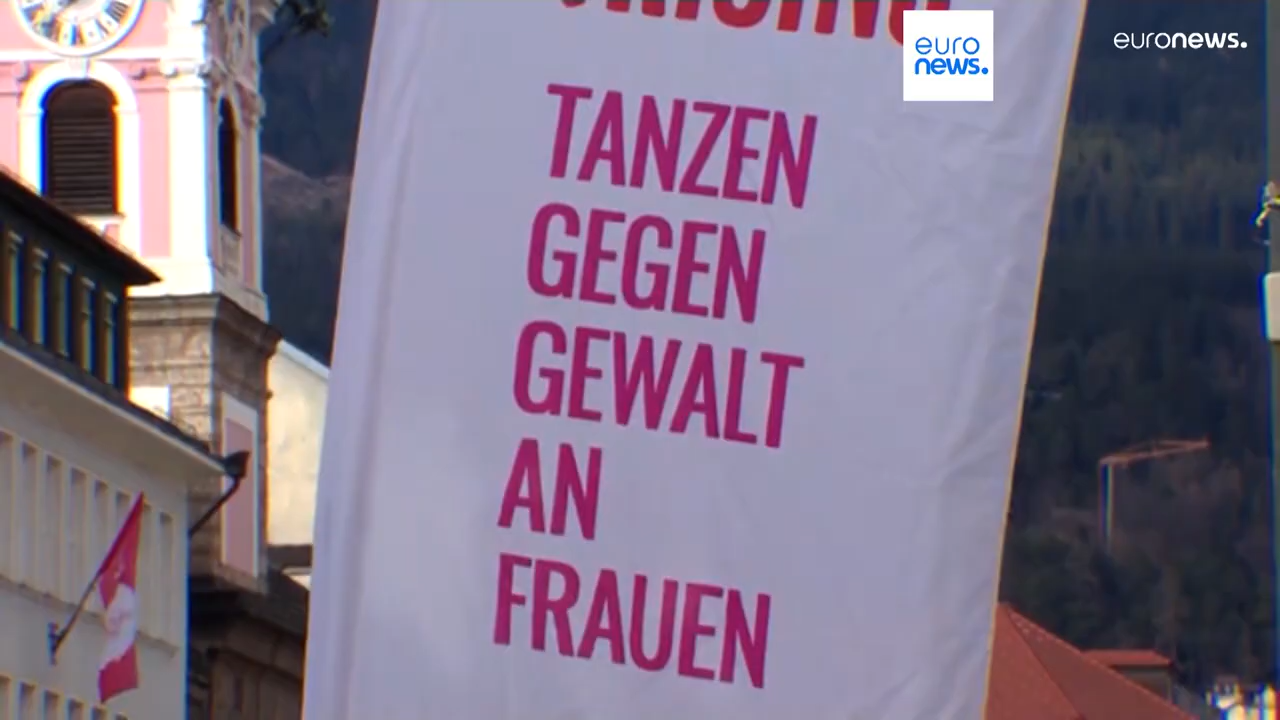 euronews.
euro
news.
TANZEN
GEGEN
GEWALT
AN
FRAUEN